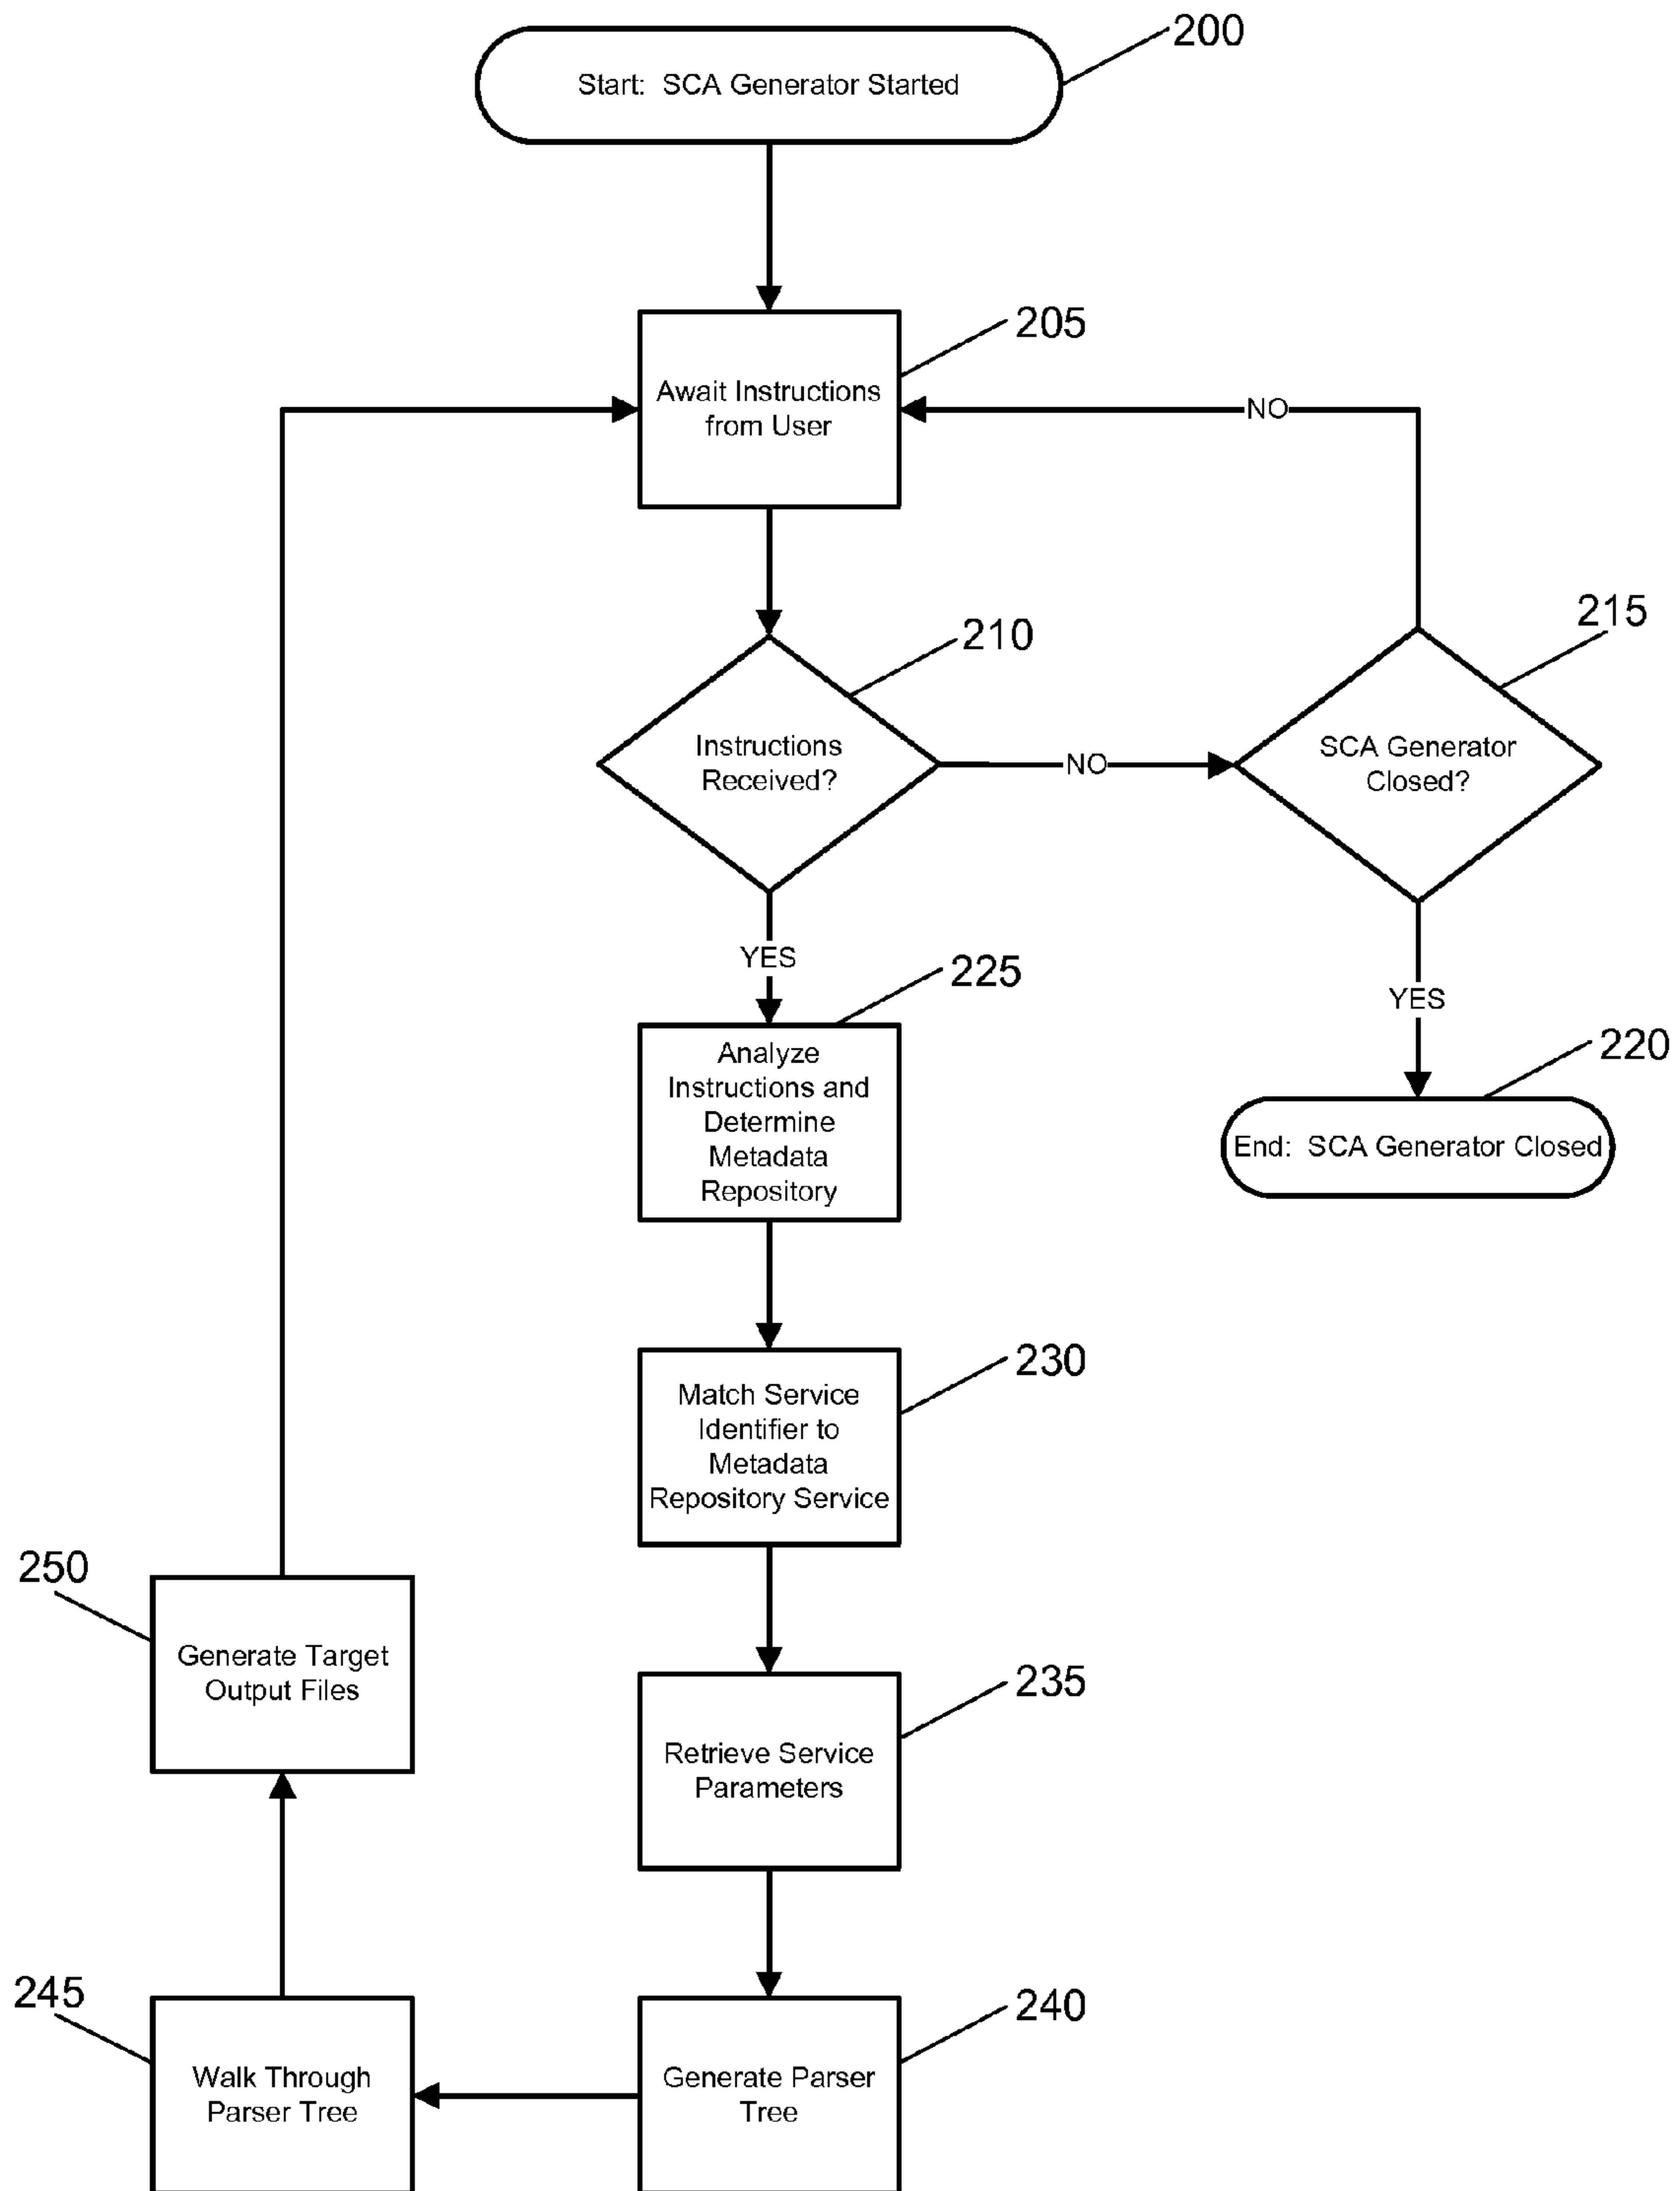 200
Start: SCA Generator Started
205
Await Instructions
from User
NO
210
215
Instructions
Received?
NO
SCA Generator
Closed?
YES
225
YES
220
Analyze
Instructions and
Determine
Metadata
Repository
End: SCA Generator Closed
230
Match Service
Identifier to
Metadata
Repository Service
250
Generate Target
Output Files
235
Retrieve Service
Parameters
245
Walk Through
Parser Tree
240
Generate Parser
Tree